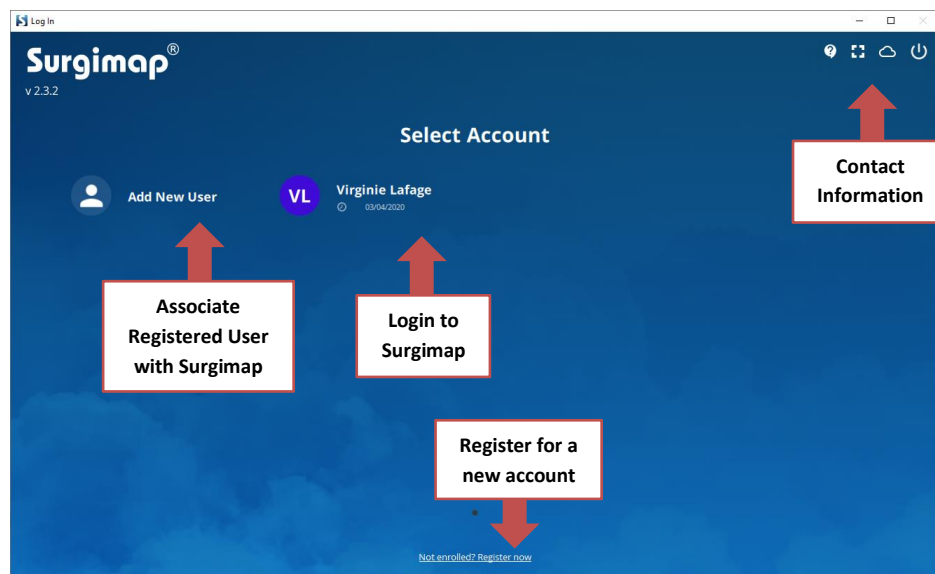 Log In
Surgimap®
v 2.3.2
Select Account
Contact
Information
Add New User
VL
Virginie Lafage
03/04/2020
Associate
Registered User
with Surgimap
Login to
Surgimap
Register for a
new account
Not enrolled? Register now